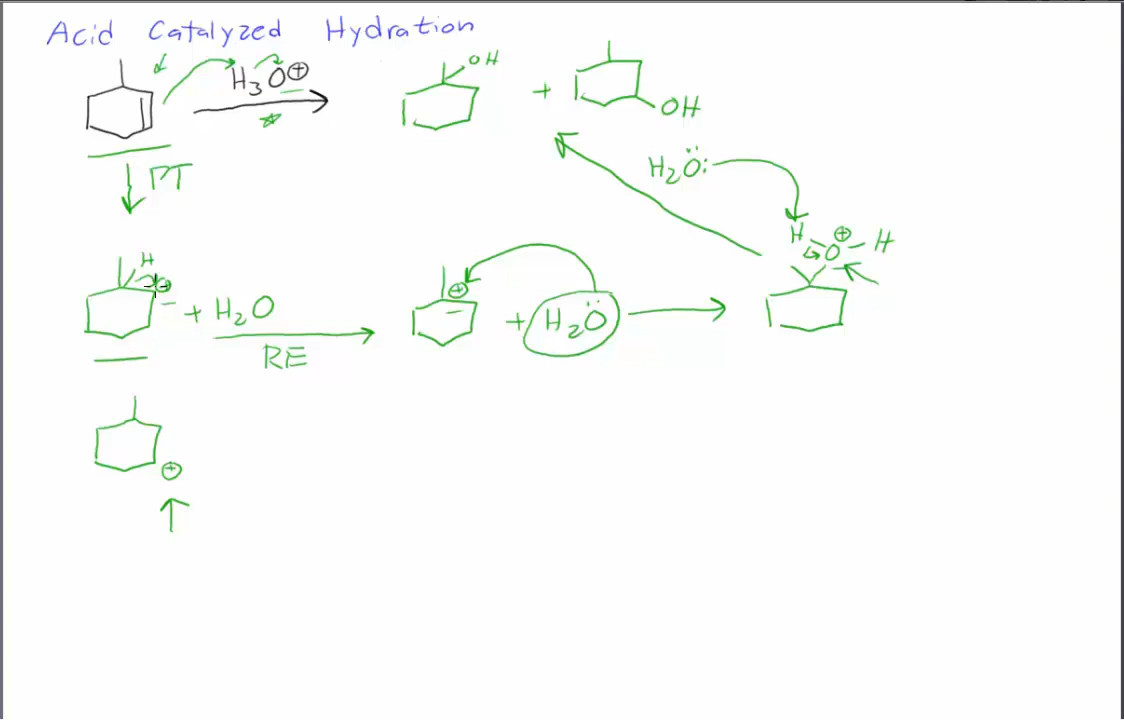 Acid Catalyzed Hydration
H3O⊕ OH + OH
PT
H2Ö:
H O⊕ H
H ⊕ + H2O ⊕ + H2Ö
RE
⊕